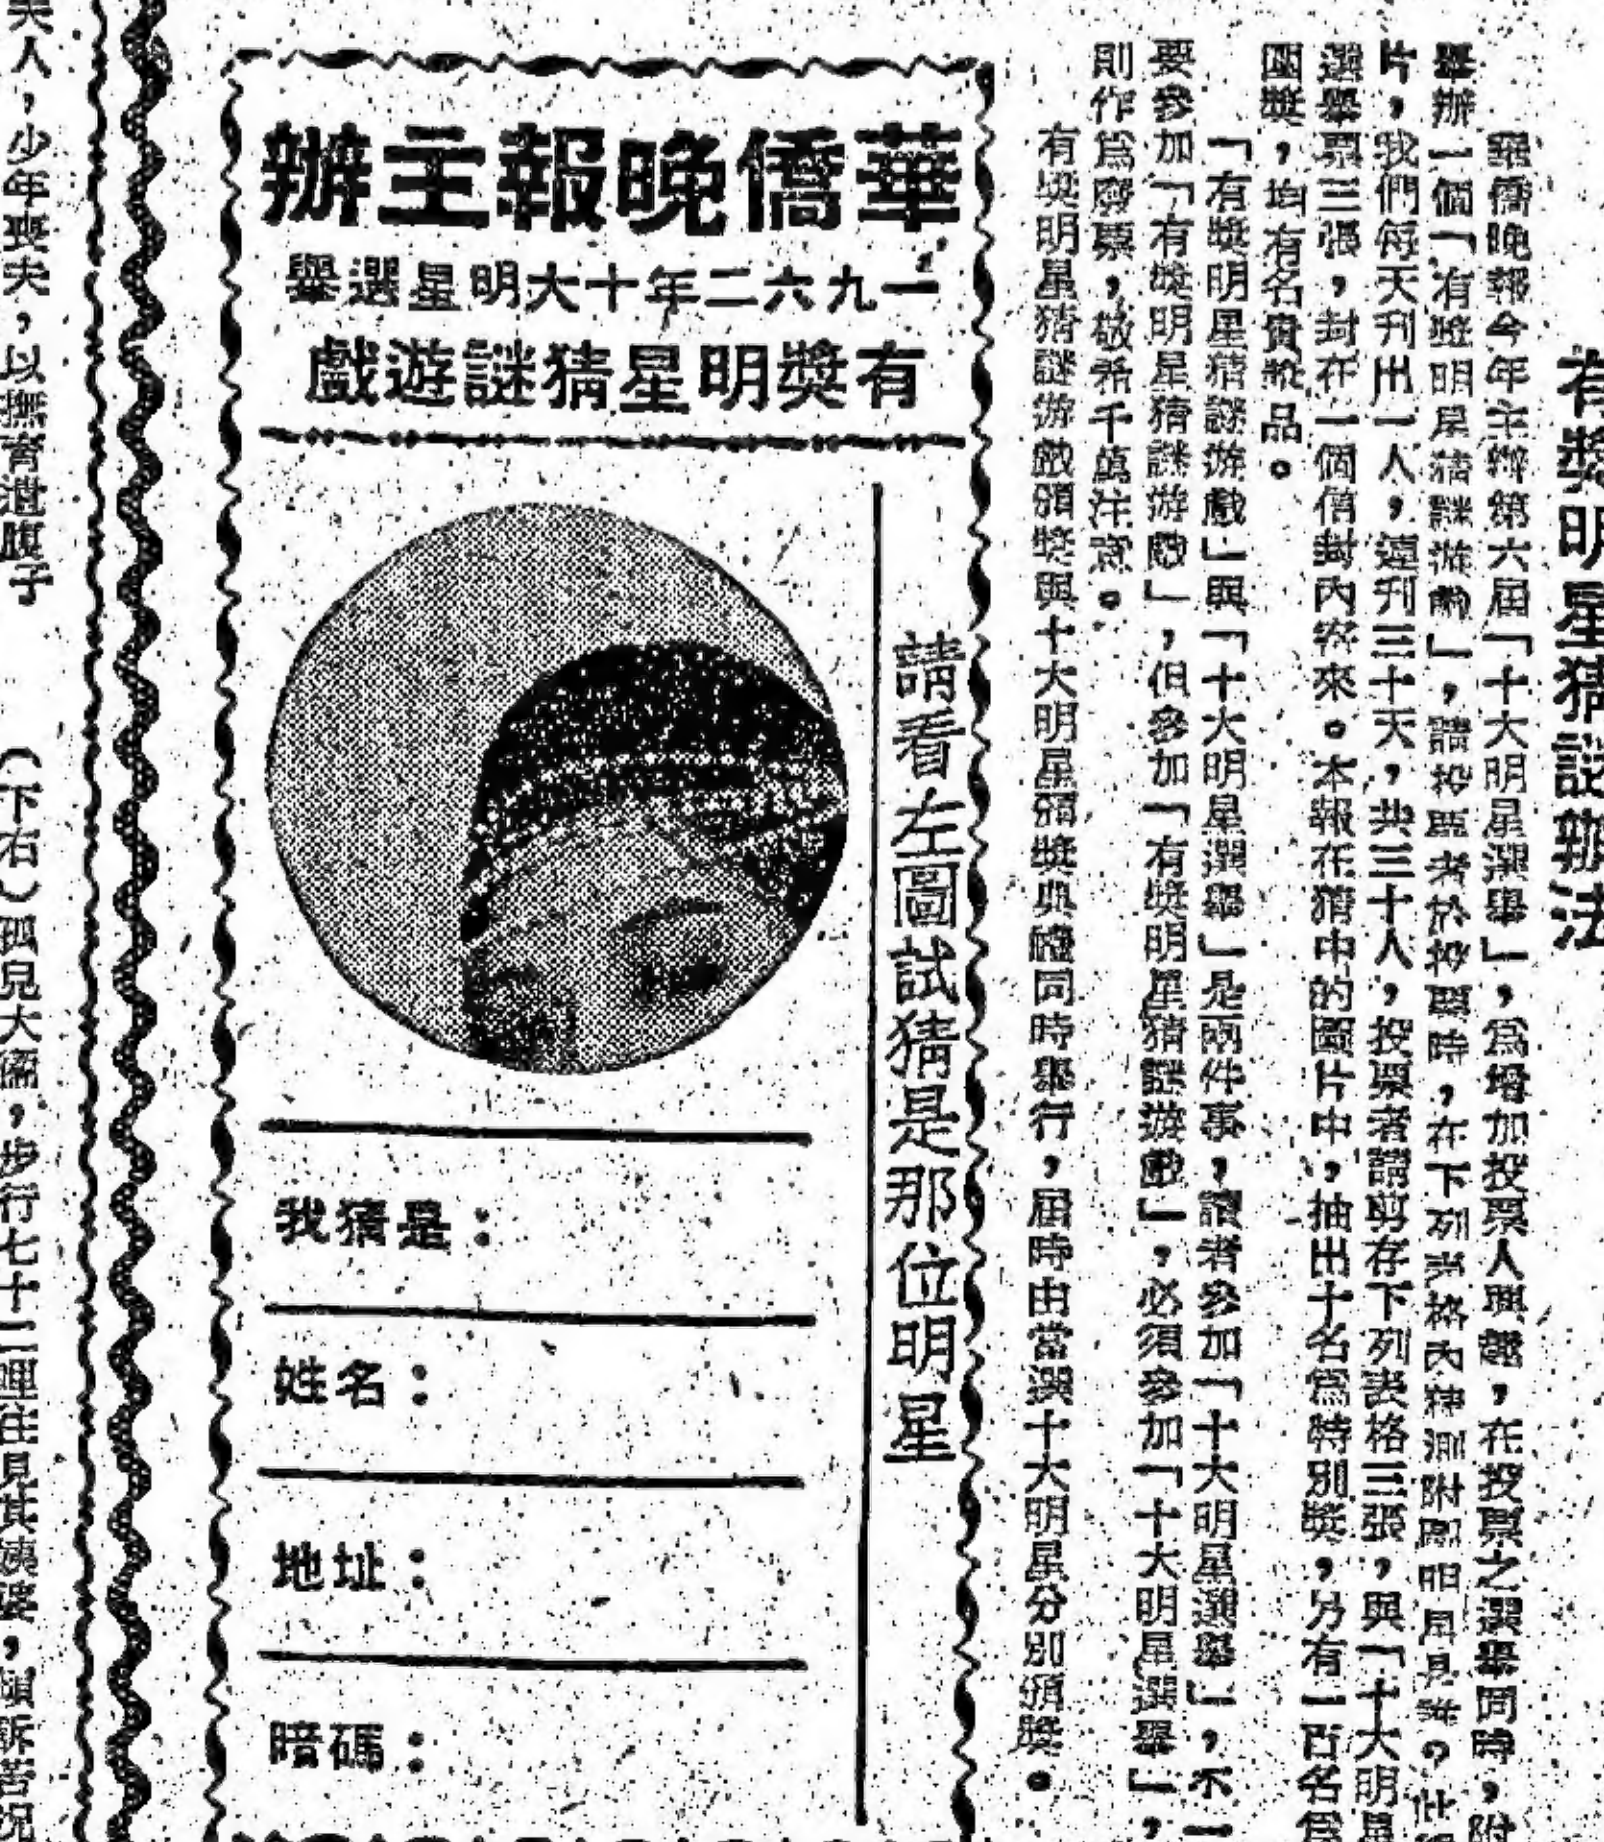 有獎明星猜謎辦法
華僑晚報今年主辦第六屆「十大明星選舉」，為增加投票人興趣，在投票之選舉同時，附
舉辦一個「有獎明星猜謎游戲」，請投票者於投票時，在下列表格內猜測附圖明星是誰？此
片，我們每天刊出一人，連刊三十天，共三十人，投票者請剪存下列表格三張，與「十大明星
選舉票三張，封在一個信封內寄來。本報在猜中的圖片中，抽出十名為特別獎，另有一百名為
獎，均有名貴獎品。
「有獎明星猜謎游戲」與「十大明星選舉」是兩件事，讀者參加「十大明星選舉」，不一
要參加「有獎明星猜謎游戲」，但參加「有獎明星猜謎遊戲」，必須參加「十大明星選舉」，
則作為廢票，敬希千萬注意。
有獎明星猜謎游戲頒獎與十大明星頒獎典禮同時舉行，屆時由當選十大明星分別頒獎。
華僑晚報主辦
一九六二年十大明星選舉
有獎明星猜謎遊戲
請看左圖試猜是那位明星
我猜是：
姓名：
地址：
暗碼：
夫人，少年喪夫，以撫育遺腹子
（下右）孤兒大儒，步行七十二里往見其姨婆，傾訴苦況